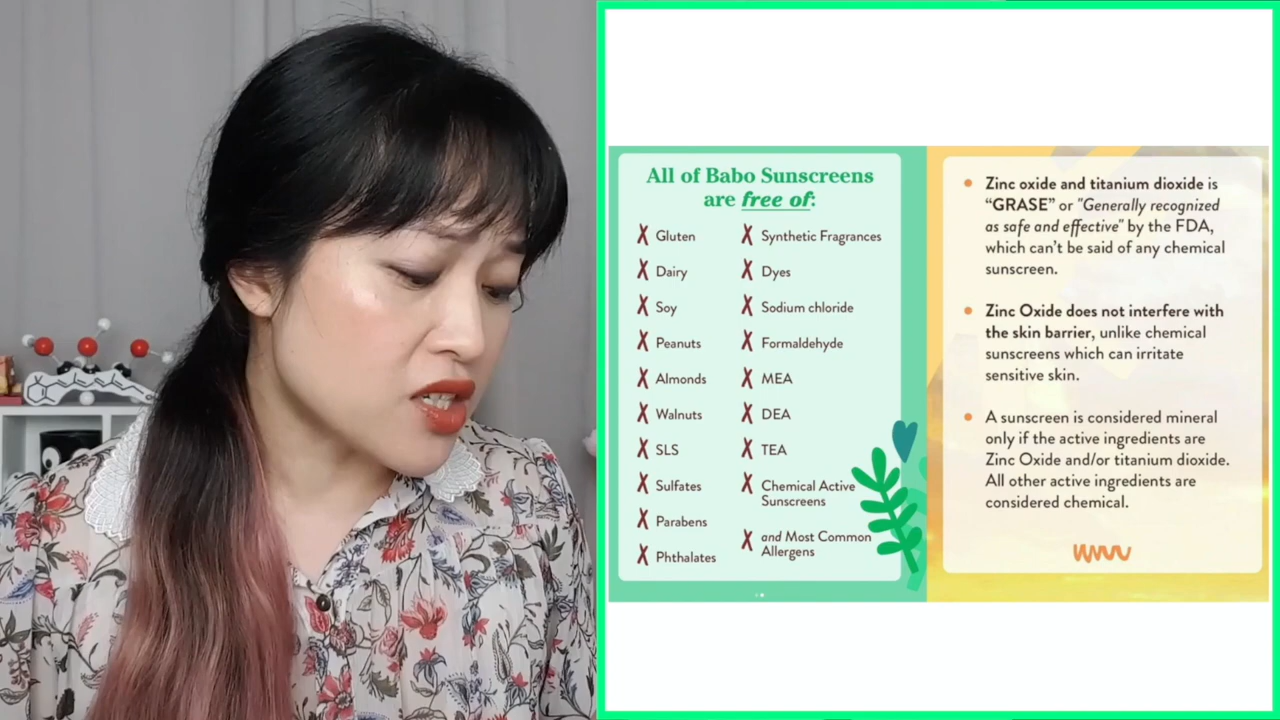 All of Babo Sunscreens
are free of:
X Gluten
X Dairy
X Soy
X Peanuts
X Almonds
X Walnuts
X SLS
X Sulfates
X Parabens
X Phthalates
X Synthetic Fragrances
X Dyes
X Sodium chloride
X Formaldehyde
X MEA
X DEA
X TEA
X Chemical Active
Sunscreens
X and Most Common
Allergens
Zinc oxide and titanium dioxide is
“GRASE” or "Generally recognized
as safe and effective" by the FDA,
which can’t be said of any chemical
sunscreen.
Zinc Oxide does not interfere with
the skin barrier, unlike chemical
sunscreens which can irritate
sensitive skin.
A sunscreen is considered mineral
only if the active ingredients are
Zinc Oxide and/or titanium dioxide.
All other active ingredients are
considered chemical.